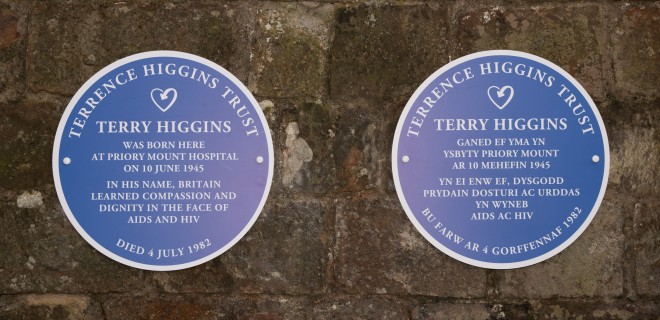 TERRENCE HIGGINS TRUST
TERRY HIGGINS
WAS BORN HERE
AT PRIORY MOUNT HOSPITAL
ON 10 JUNE 1945
IN HIS NAME, BRITAIN
LEARNED COMPASSION AND
DIGNITY IN THE FACE OF
AIDS AND HIV
DIED 4 JULY 1982
TERRENCE HIGGINS TRUST
TERRY HIGGINS
GANED EF YMA YN
YSBYTY PRIORY MOUNT
AR 10 MEHEFIN 1945
YN EI ENW EF, DYSGODD
PRYDAIN DOSTURI AC URDDAS
YN WYNEB
AIDS AC HIV
BU FARW AR 4 GORFFENNAF 1982